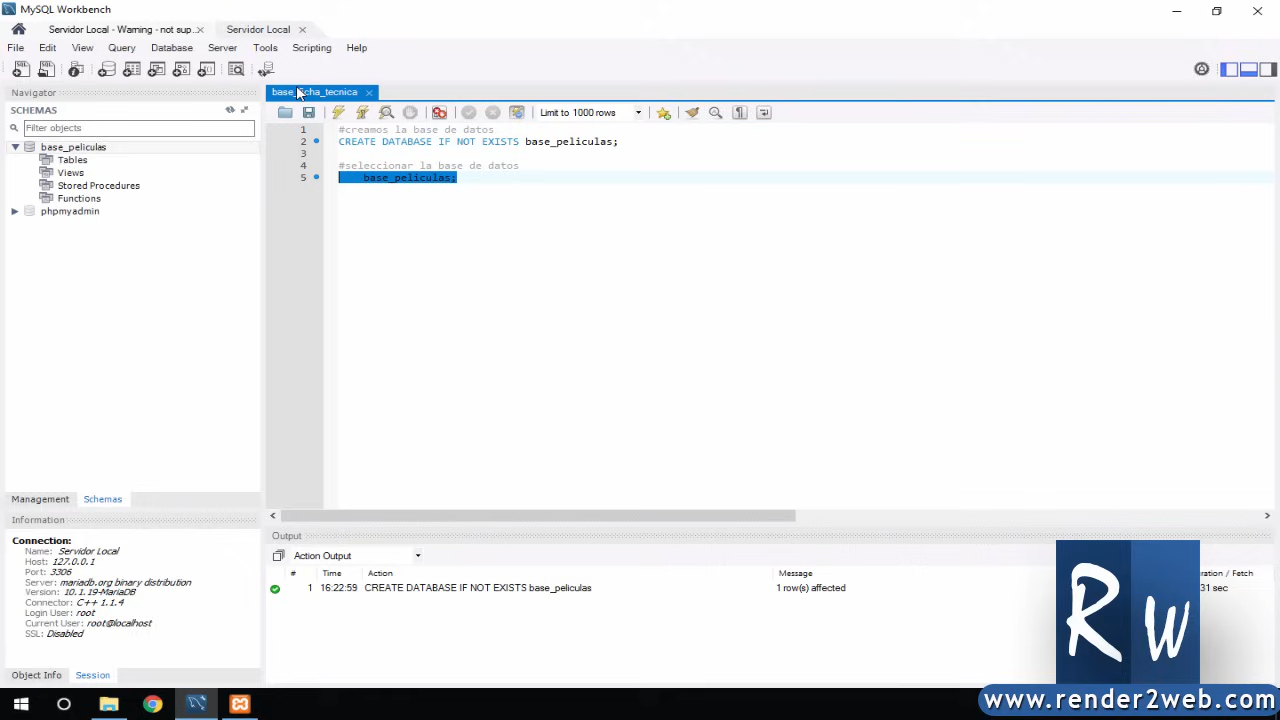 MySQL Workbench
Servidor Local - Warning - not sup...
Servidor Local
File Edit View Query Database Server Tools Scripting Help
Navigator
base_ficha_tecnica
SCHEMAS
Filter objects
Limit to 1000 rows
base_peliculas
Tables
Views
Stored Procedures
Functions
phpmyadmin
1 #creamos la base de datos
2 CREATE DATABASE IF NOT EXISTS base_peliculas;
3
4 #seleccionar la base de datos
5 base_peliculas;
Management Schemas
Information
Connection:
Name: Servidor Local
Host: 127.0.0.1
Port: 3306
Server: mariadb.org binary distribution
Version: 10.1.19-MariaDB
Connector: C++ 1.1.4
Login User: root
Current User: root@localhost
SSL: Disabled
Object Info Session
Output
Action Output
# Time Action Message
1 16:22:59 CREATE DATABASE IF NOT EXISTS base_peliculas 1 row(s) affected
/ Fetch
31 sec
RW
www.render2web.com